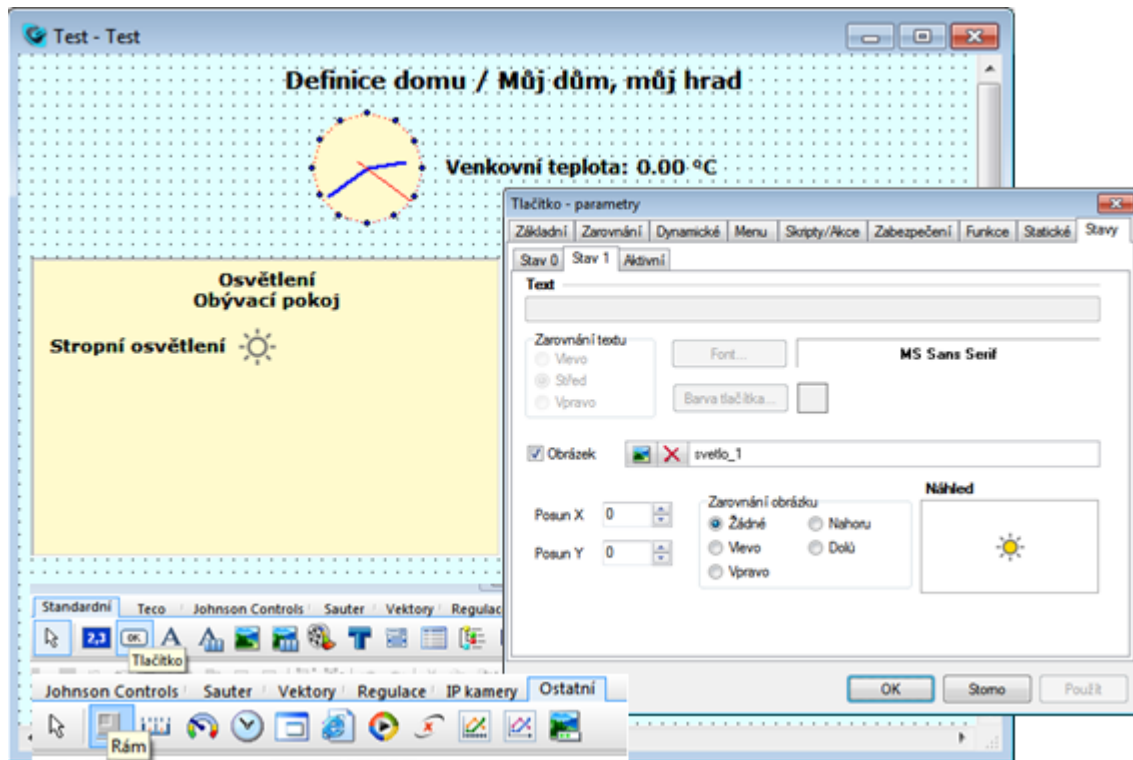 Test - Test
Definice domu / Můj dům, můj hrad
Venkovní teplota: 0.00 ºC
Osvětlení
Obývací pokoj
Stropní osvětlení
Tlačítko - parametry
Základní Zarovnání Dynamické Menu Skripty/Akce Zabezpečení Funkce Statické Stavy
Stav 0 Stav 1 Aktivní
Text
Zarovnání textu
Vlevo
Střed
Vpravo
Font...
MS Sans Serif
Barva tlačítka...
Obrázek
svetlo_1
Posun X 0
Posun Y 0
Zarovnání obrázku
Žádné Nahoru
Vlevo Dolů
Vpravo
Náhled
OK Storno Použít
Standardní Teco Johnson Controls Sauter Vektory Regulac
2,3 OK A
Tlačítko
Johnson Controls Sauter Vektory Regulace IP kamery Ostatní
Rám